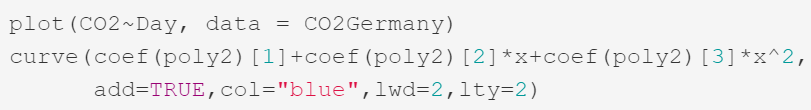 plot(CO2~Day, data = CO2Germany)
curve(coef(poly2)[1]+coef(poly2)[2]*x+coef(poly2)[3]*x^2,
add=TRUE,col="blue",lwd=2,lty=2)